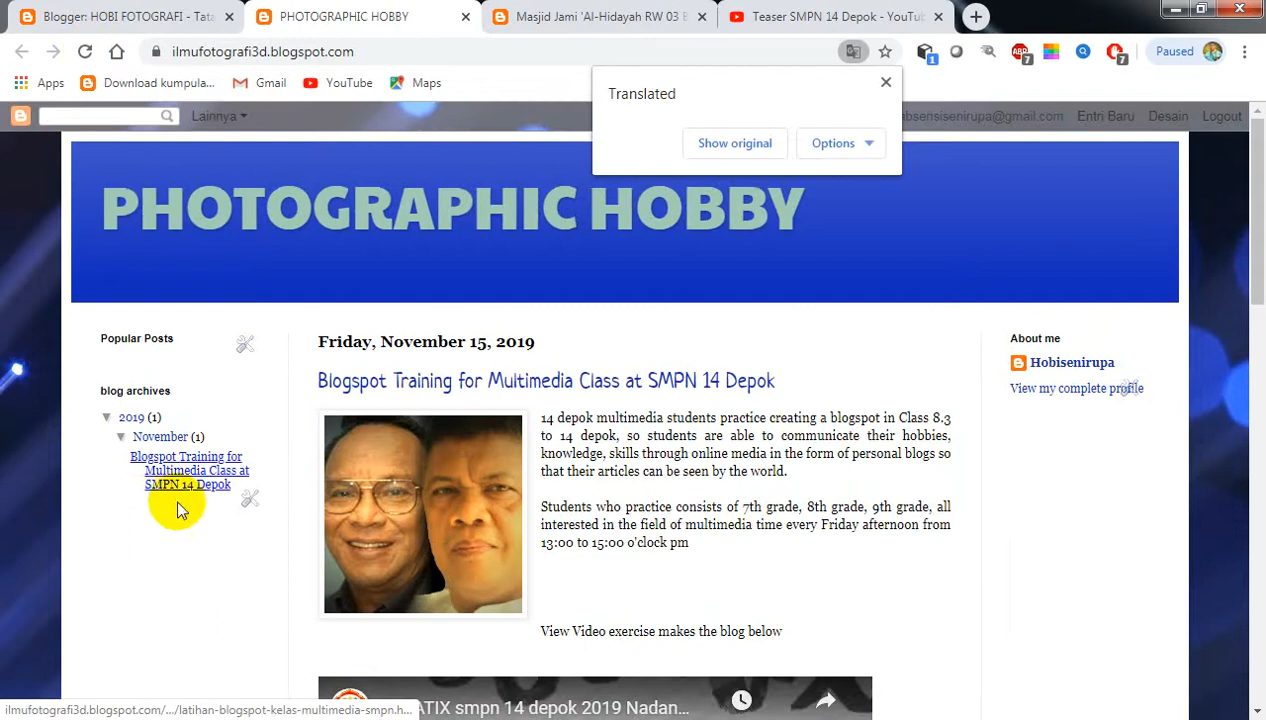 Blogger: HOBI FOTOGRAFI - Tata
PHOTOGRAPHIC HOBBY
Masjid Jami 'Al-Hidayah RW 03 B
Teaser SMPN 14 Depok - YouTu
ilmufotografi3d.blogspot.com
1
ABP
7
7
Paused
Apps
Download kumpula...
Gmail
YouTube
Maps
Translated
Show original
Options
Lainnya
absensisenirupa@gmail.com
Entri Baru
Desain
Logout
PHOTOGRAPHIC HOBBY
Popular Posts
blog archives
2019 (1)
November (1)
Blogspot Training for
Multimedia Class at
SMPN 14 Depok
Friday, November 15, 2019
Blogspot Training for Multimedia Class at SMPN 14 Depok
14 depok multimedia students practice creating a blogspot in Class 8.3
to 14 depok, so students are able to communicate their hobbies,
knowledge, skills through online media in the form of personal blogs so
that their articles can be seen by the world.
Students who practice consists of 7th grade, 8th grade, 9th grade, all
interested in the field of multimedia time every Friday afternoon from
13:00 to 15:00 o'clock pm
View Video exercise makes the blog below
ATIX smpn 14 depok 2019 Nadan...
About me
Hobisenirupa
View my complete profile
ilmufotografi3d.blogspot.com/.../latihan-blogspot-kelas-multimedia-smpn.h...